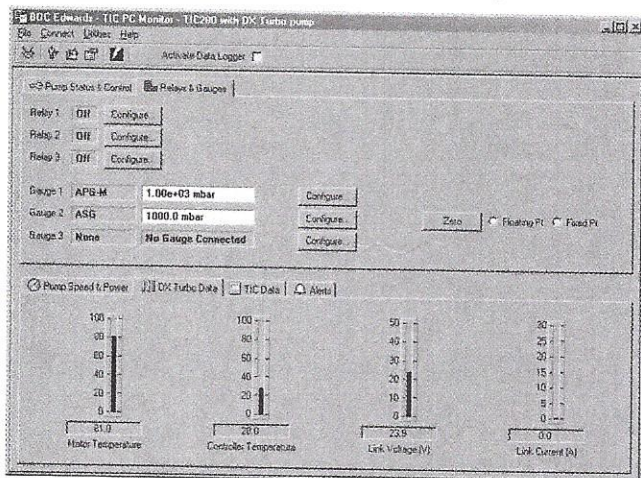 BOC Edwards - TIC PC Monitor - TIC200 with DX Turbo pump
File Connect Utilities Help
Activate Data Logger
Pump Status & Control Relays & Gauges
Relay 1 Off Configure...
Relay 2 Off Configure...
Relay 3 Off Configure...
Gauge 1 APG-M 1.00e+03 mbar Configure...
Gauge 2 ASG 1000.0 mbar Configure... Zero Floating Pt Fixed Pt
Gauge 3 None No Gauge Connected Configure...
Pump Speed & Power DX Turbo Data TIC Data Alerts
100 100 50 30
80 80 40 25
60 60 30 20
40 40 20 15
20 20 10 10
0 0 0 5
0
81.0 28.0 23.9 0.0
Motor Temperature Controller Temperature Link Voltage (V) Link Current (A)